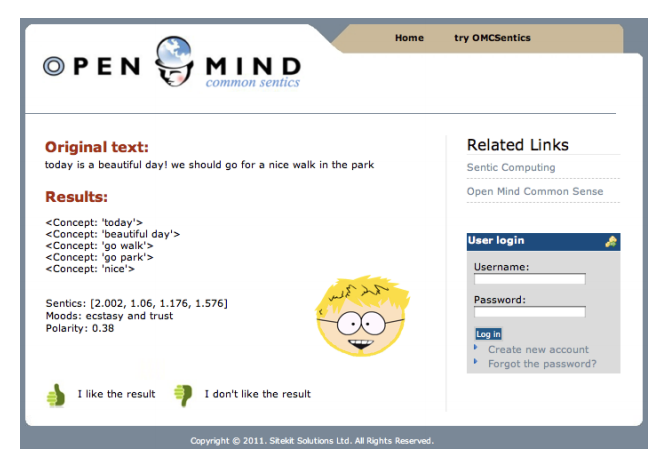 Home try OMCSentics
OPEN MIND
common sentics
Original text:
today is a beautiful day! we should go for a nice walk in the park
Results:
<Concept: 'today'>
<Concept: 'beautiful day'>
<Concept: 'go walk'>
<Concept: 'go park'>
<Concept: 'nice'>
Sentics: [2.002, 1.06, 1.176, 1.576]
Moods: ecstasy and trust
Polarity: 0.38
I like the result I don't like the result
Related Links
Sentic Computing
Open Mind Common Sense
User login
Username:
Password:
Log in
Create new account
Forgot the password?
Copyright © 2011. Sitekit Solutions Ltd. All Rights Reserved.